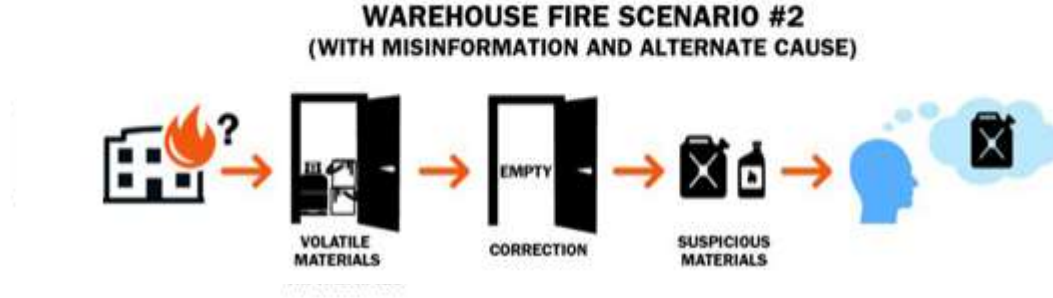 WAREHOUSE FIRE SCENARIO #2
(WITH MISINFORMATION AND ALTERNATE CAUSE)
?
EMPTY
VOLATILE
MATERIALS
CORRECTION
SUSPICIOUS
MATERIALS